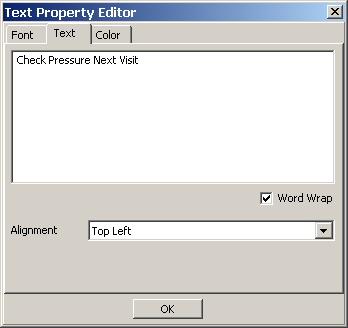 Text Property Editor
Font Text Color
Check Pressure Next Visit
Word Wrap
Alignment Top Left
OK